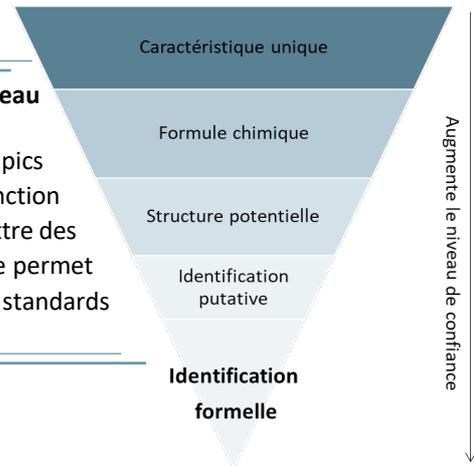 eau
pics
nction
ttre des
e permet
standards
Caractéristique unique
Formule chimique
Structure potentielle
Identification
putative
Identification
formelle
Augmente le niveau de confiance